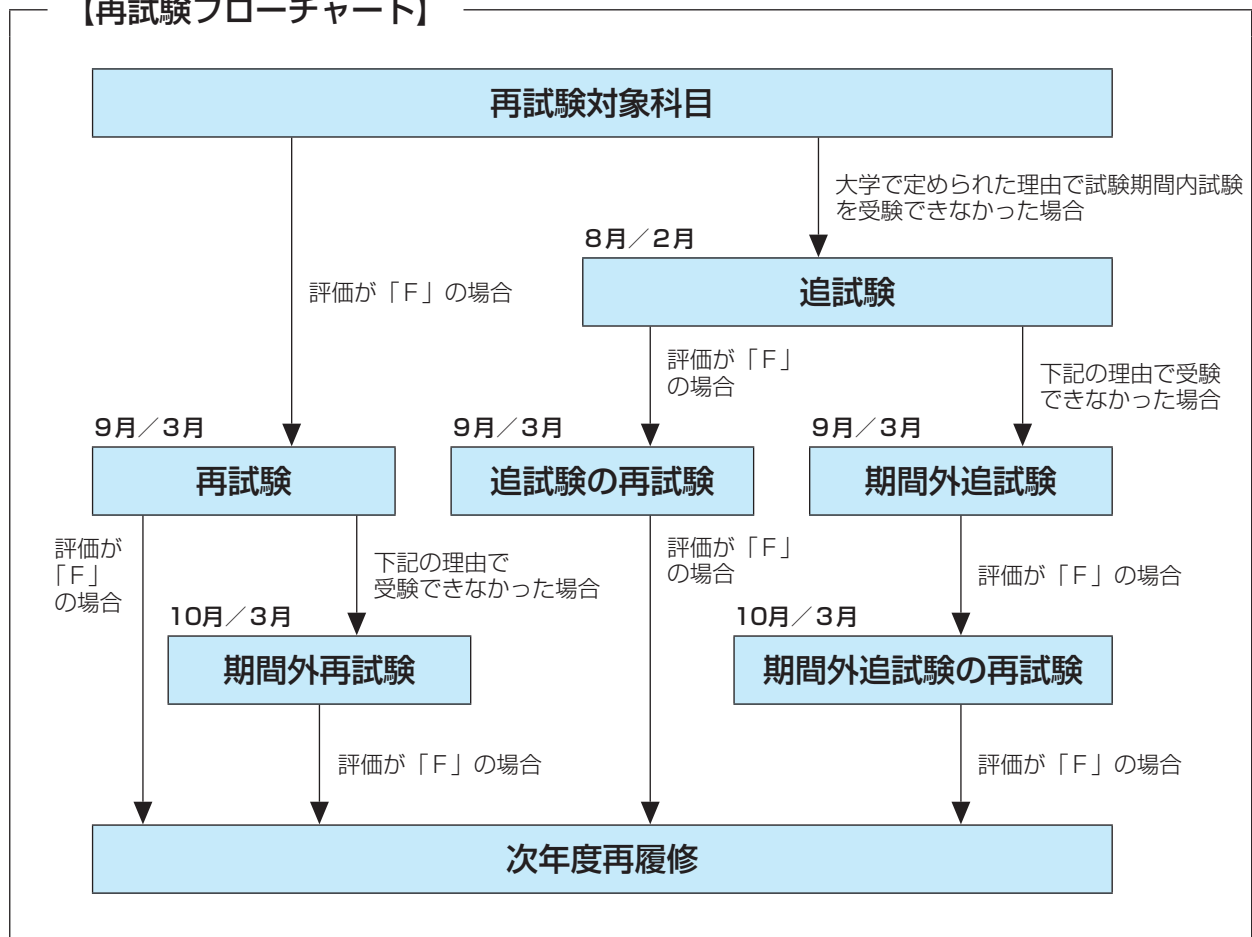 【再試験フローチャート】
再試験対象科目
大学で定められた理由で試験期間内試験
を受験できなかった場合
8月／2月
追試験
評価が「F」の場合
評価が「F」
の場合
下記の理由で受験
できなかった場合
9月／3月
再試験
9月／3月
追試験の再試験
9月／3月
期間外追試験
評価が
「F」
の場合
下記の理由で
受験できなかった場合
評価が「F」
の場合
評価が「F」の場合
10月／3月
期間外再試験
10月／3月
期間外追試験の再試験
評価が「F」の場合
評価が「F」の場合
次年度再履修